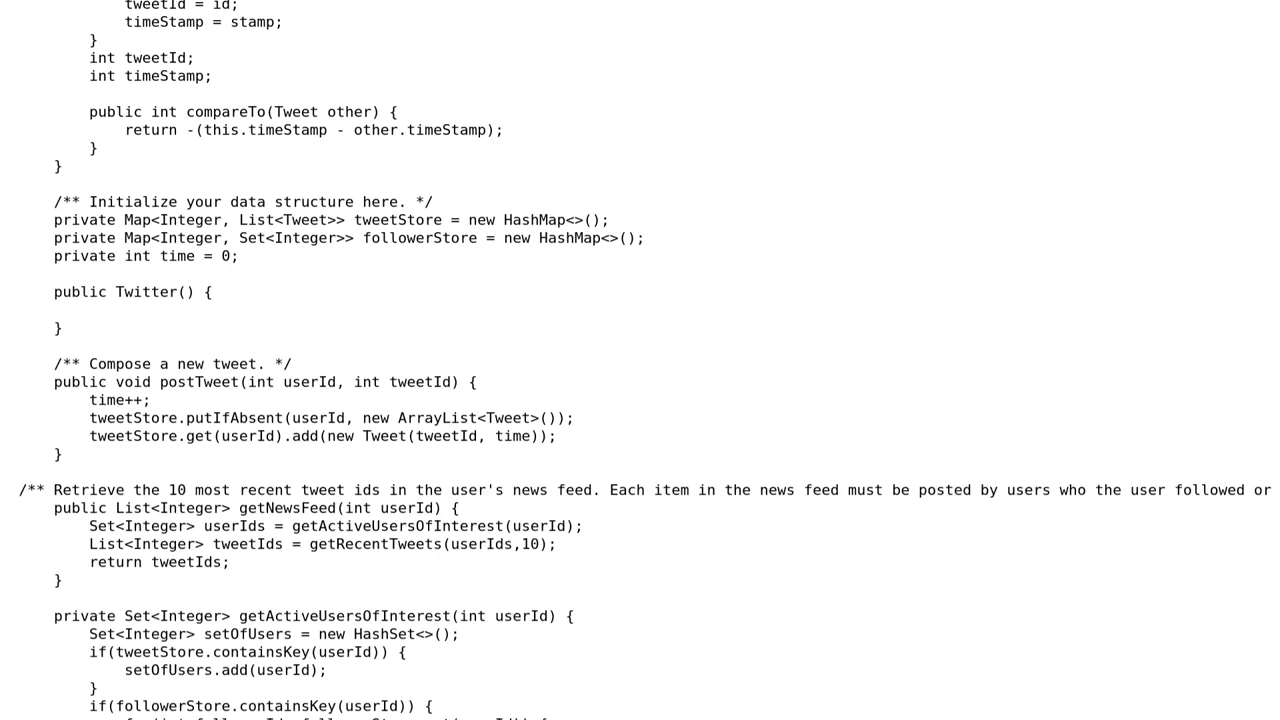 tweetId = id;
            timeStamp = stamp;
        }
        int tweetId;
        int timeStamp;

        public int compareTo(Tweet other) {
            return -(this.timeStamp - other.timeStamp);
        }
    }

    /** Initialize your data structure here. */
    private Map<Integer, List<Tweet>> tweetStore = new HashMap<>();
    private Map<Integer, Set<Integer>> followerStore = new HashMap<>();
    private int time = 0;

    public Twitter() {

    }

    /** Compose a new tweet. */
    public void postTweet(int userId, int tweetId) {
        time++;
        tweetStore.putIfAbsent(userId, new ArrayList<Tweet>());
        tweetStore.get(userId).add(new Tweet(tweetId, time));
    }

/** Retrieve the 10 most recent tweet ids in the user's news feed. Each item in the news feed must be posted by users who the user followed or
    public List<Integer> getNewsFeed(int userId) {
        Set<Integer> userIds = getActiveUsersOfInterest(userId);
        List<Integer> tweetIds = getRecentTweets(userIds,10);
        return tweetIds;
    }

    private Set<Integer> getActiveUsersOfInterest(int userId) {
        Set<Integer> setOfUsers = new HashSet<>();
        if(tweetStore.containsKey(userId)) {
            setOfUsers.add(userId);
        }
        if(followerStore.containsKey(userId)) {